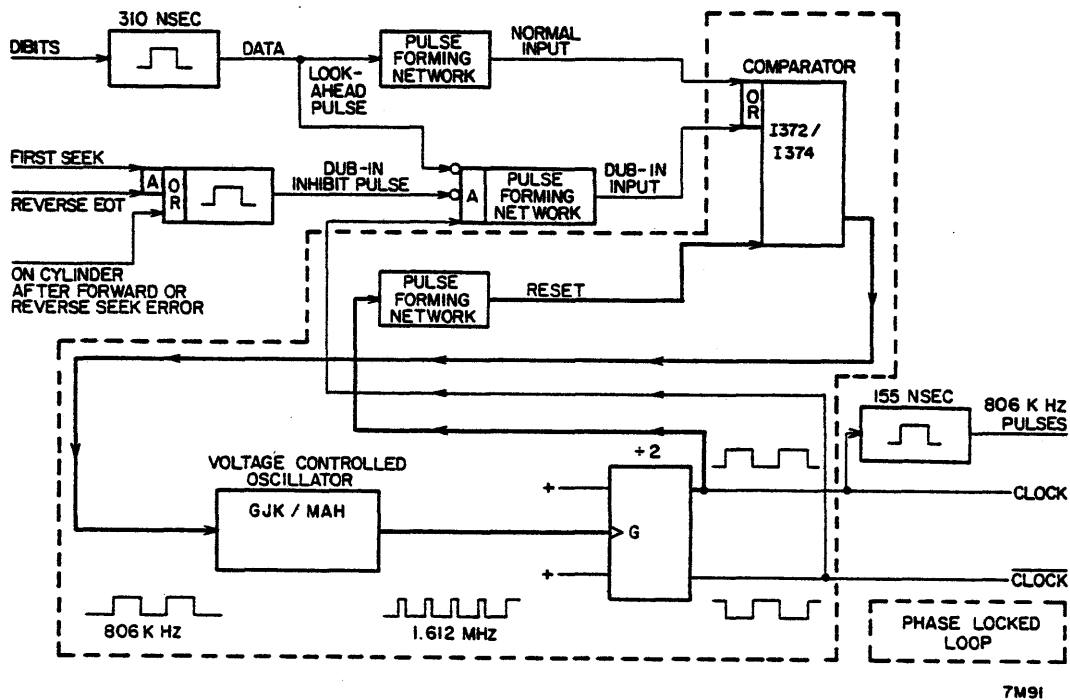 310 NSEC
DIBITS
DATA
LOOK-
AHEAD
PULSE
PULSE
FORMING
NETWORK
NORMAL
INPUT
COMPARATOR
OR
I372/
I374
FIRST SEEK
A
OR
REVERSE EOT
DUB-IN
INHIBIT PULSE
A
PULSE
FORMING
NETWORK
DUB-IN
INPUT
ON CYLINDER
AFTER FORWARD OR
REVERSE SEEK ERROR
PULSE
FORMING
NETWORK
RESET
155 NSEC
806 K HZ
PULSES
VOLTAGE CONTROLLED
OSCILLATOR
GJK / MAH
÷2
+
G
+
CLOCK
CLOCK
806 K HZ
1.612 MHZ
PHASE LOCKED
LOOP
7M91